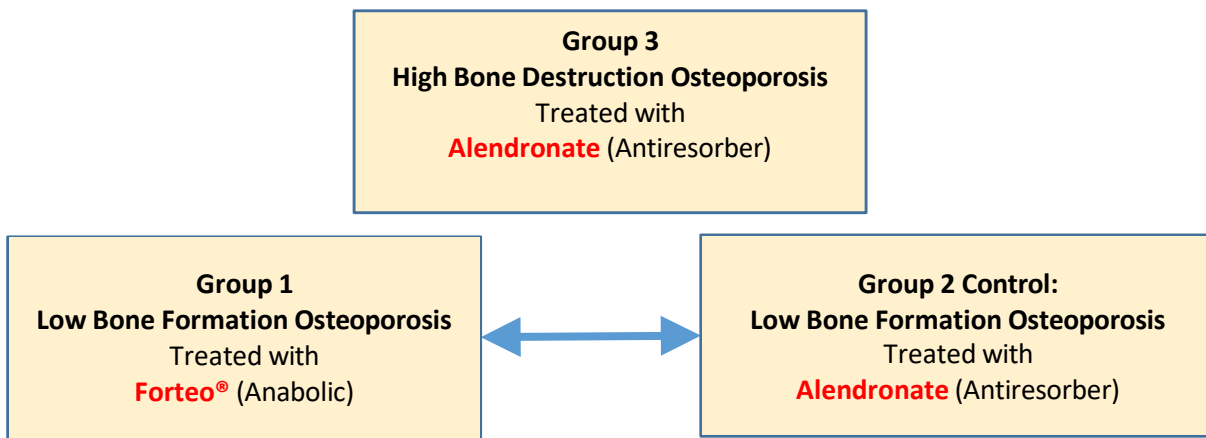 Group 3
High Bone Destruction Osteoporosis
Treated with
Alendronate (Antiresorber)
Group 1
Low Bone Formation Osteoporosis
Treated with
Forteo® (Anabolic)
Group 2 Control:
Low Bone Formation Osteoporosis
Treated with
Alendronate (Antiresorber)